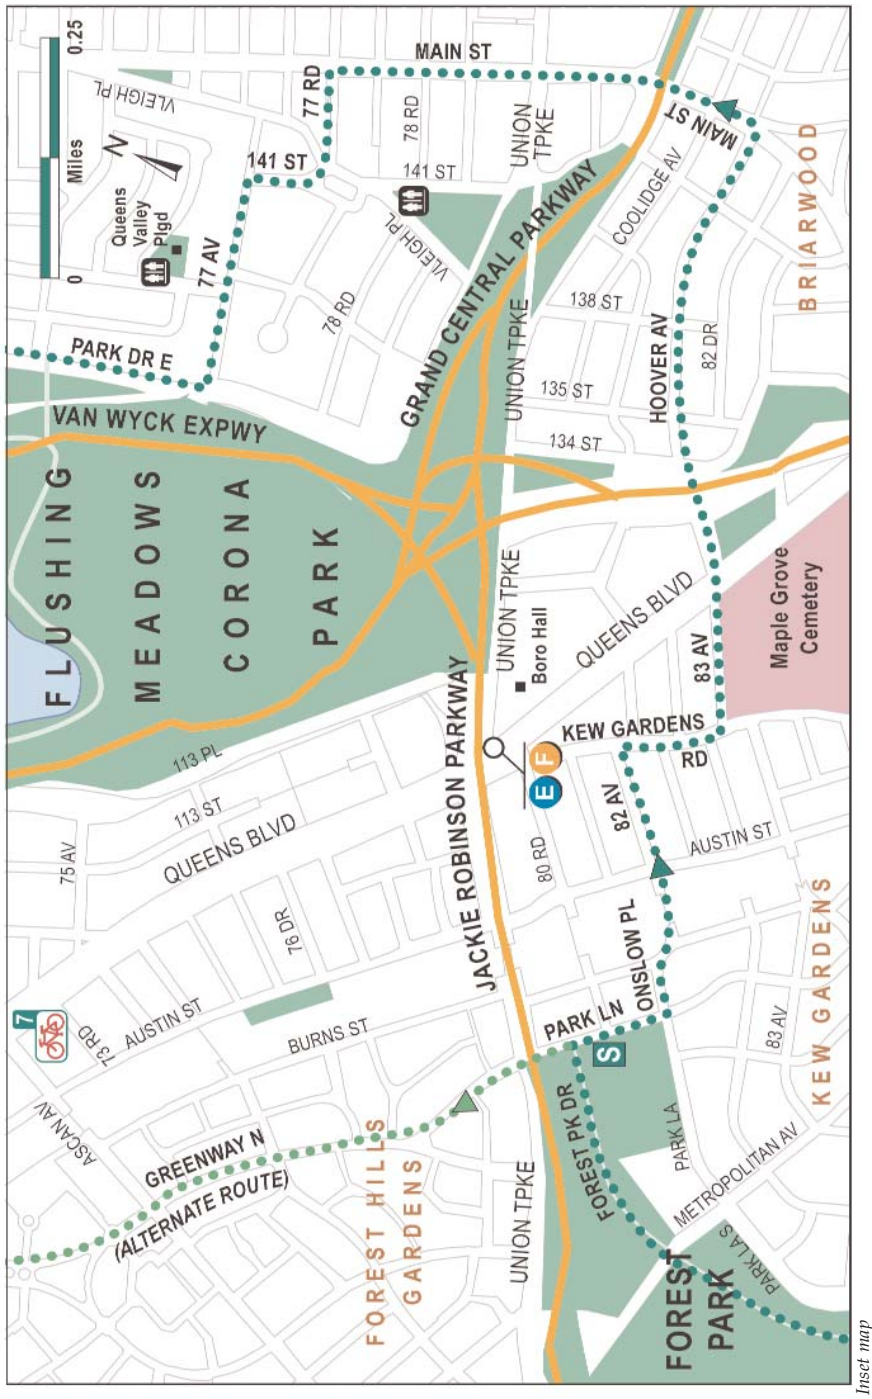 0.25
Miles
0
N
MAIN ST
77 RD
VLEIGH PL
78 RD
UNION
TPKE
MAIN ST
BRIARWOOD
141 ST
141 ST
Queens
Valley
Plgd
77 AV
VLEIGH PL
GRAND CENTRAL PARKWAY
COOLIDGE AV
78 RD
138 ST
PARK DR E
UNION TPKE
HOOVER AV
82 DR
135 ST
VAN WYCK EXPWY
134 ST
FLUSHING
MEADOWS
CORONA
PARK
UNION TPKE
Boro Hall
QUEENS BLVD
Maple Grove
Cemetery
83 AV
JACKIE ROBINSON PARKWAY
KEW GARDENS
RD
E
F
113 PL
113 ST
QUEENS BLVD
75 AV
80 RD
82 AV
AUSTIN ST
76 DR
ONSLOW PL
KEW GARDENS
7
73 RD
AUSTIN ST
BURNS ST
PARK LN
S
83 AV
ASCAN AV
GREENWAY N
(ALTERNATE ROUTE)
FOREST HILLS
GARDENS
UNION TPKE
FOREST PK DR
PARK LA
METROPOLITAN AV
PARK LA S
FOREST
PARK
Inset map